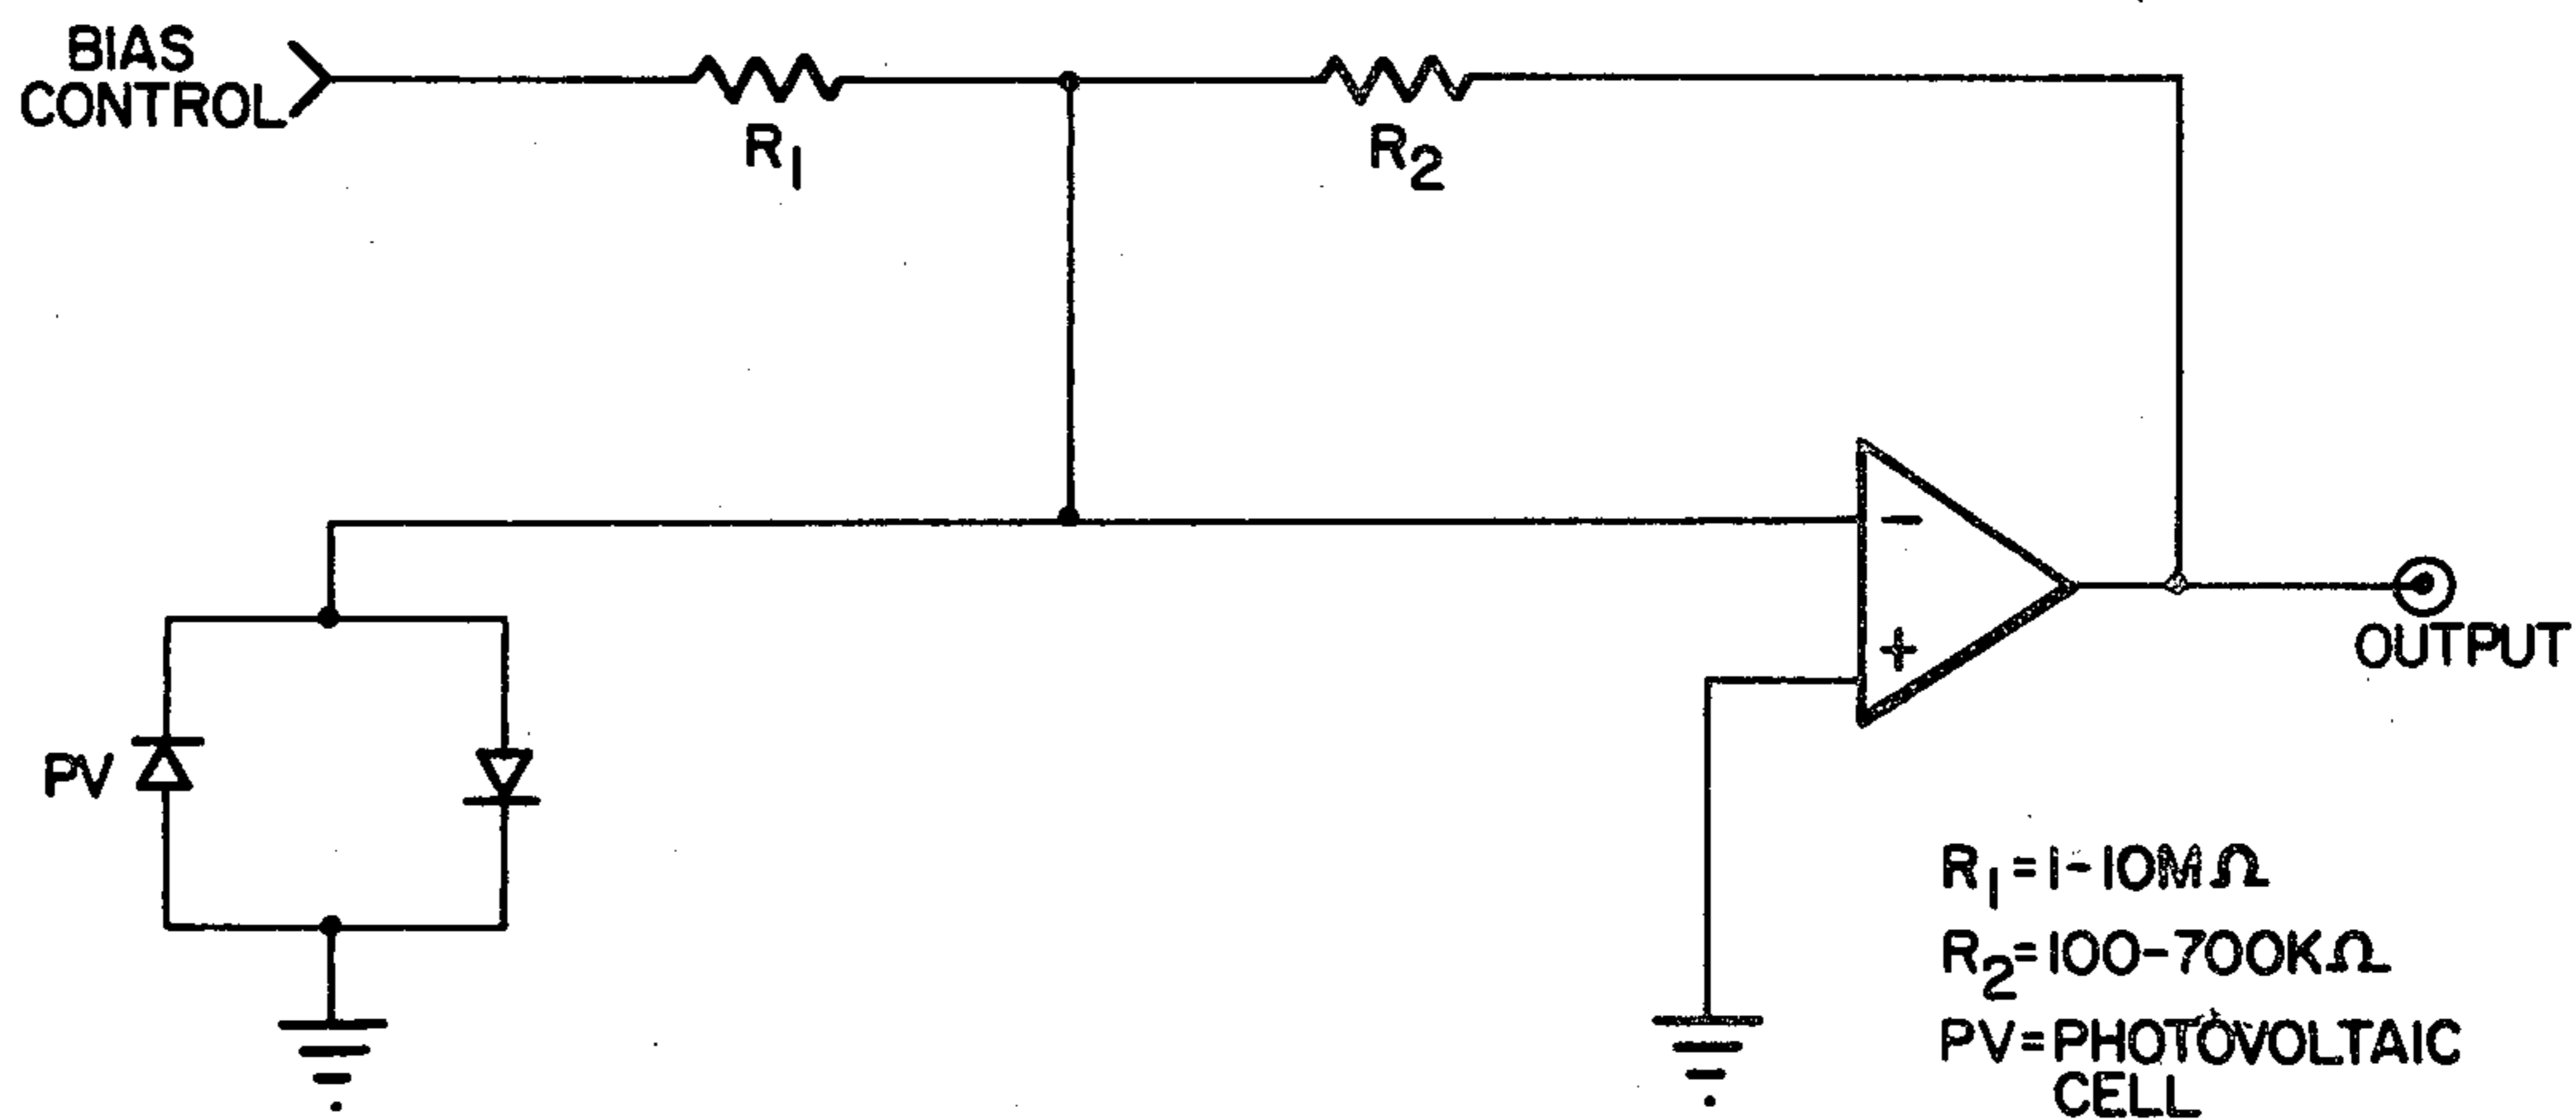 BIAS
CONTROL
R1
R2
-
+
OUTPUT
PV
R1=1-10MΩ
R2=100-700KΩ
PV=PHOTOVOLTAIC
CELL